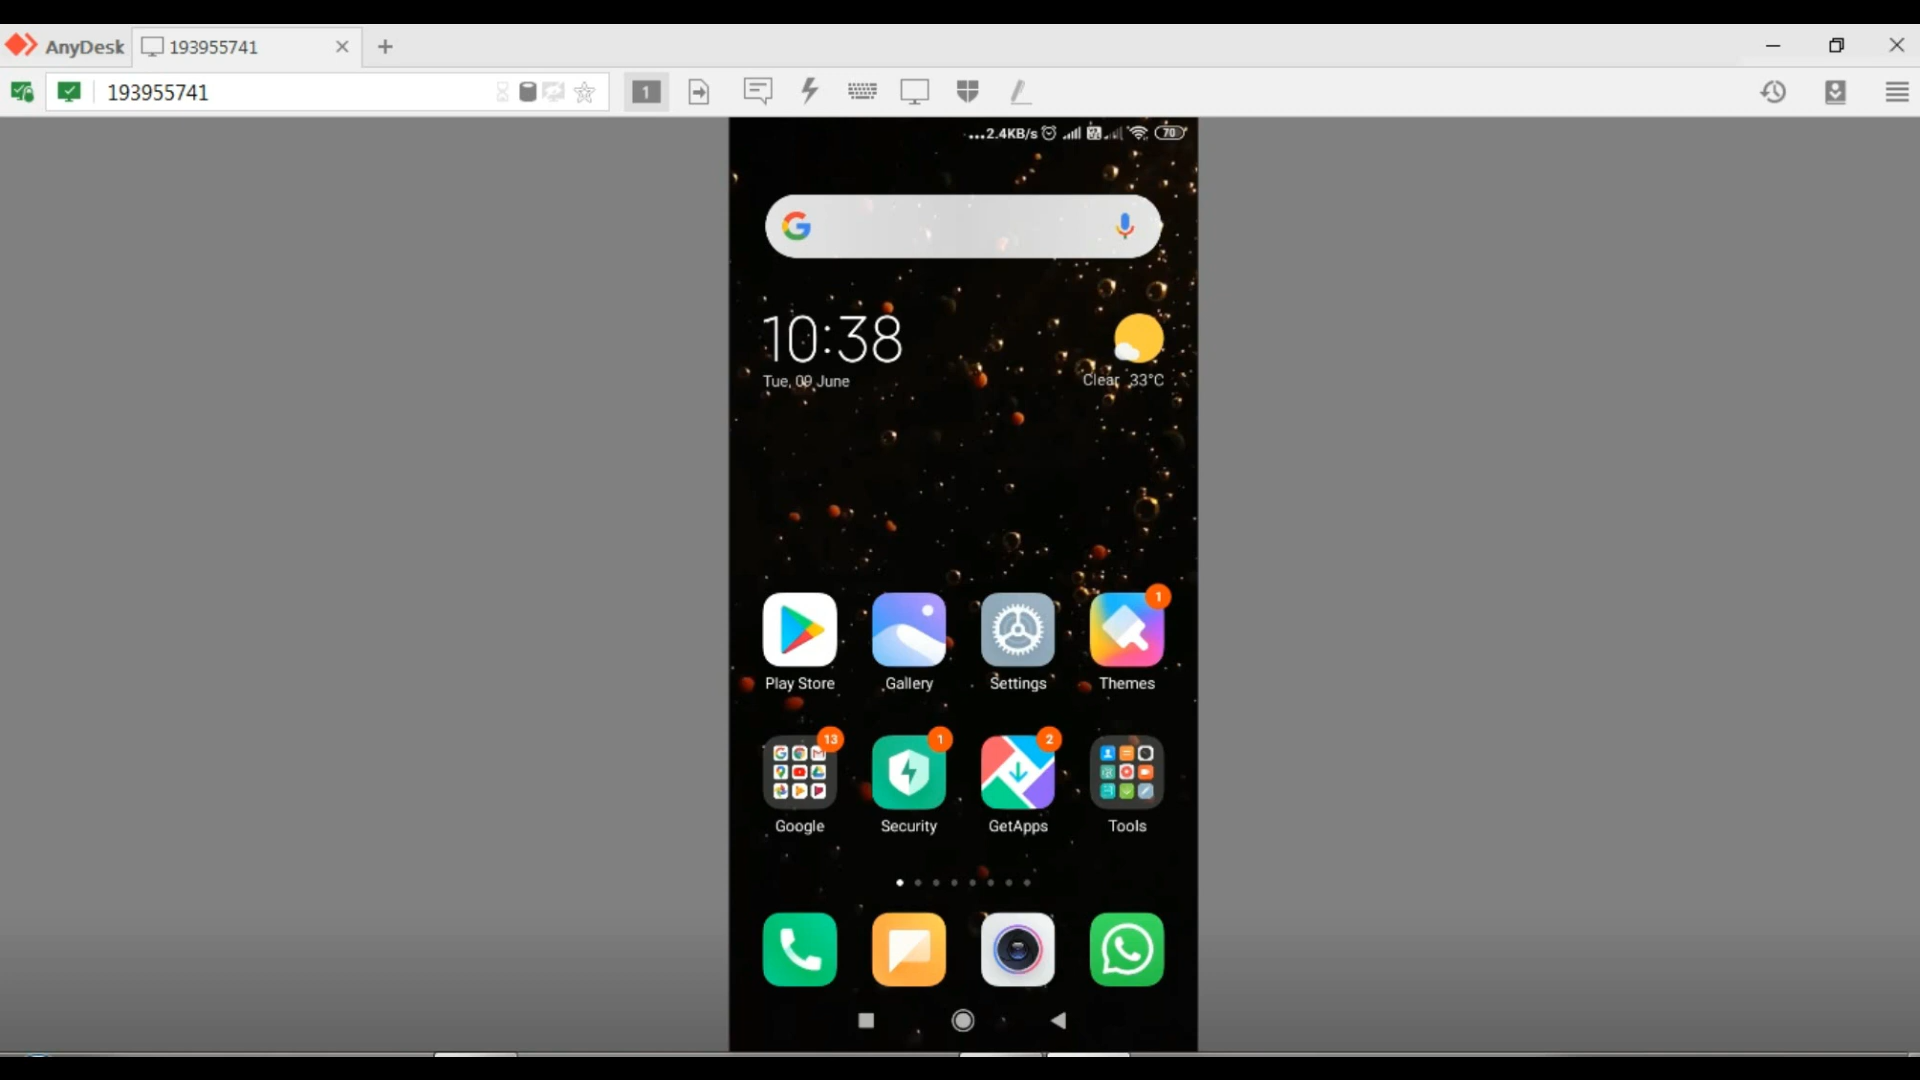 AnyDesk 193955741
193955741 1
...2.4KB/s 70
10:38
Tue, 09 June
Clear 33°C
1
Play Store Gallery Settings Themes
13 1 2
Google Security GetApps Tools